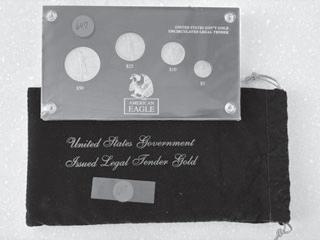 607
UNITED STATES GOV'T GOLD
UNCIRCULATED LEGAL TENDER
$50
$25
$10
$5
AMERICAN
EAGLE
United States Government
Issued Legal Tender Gold